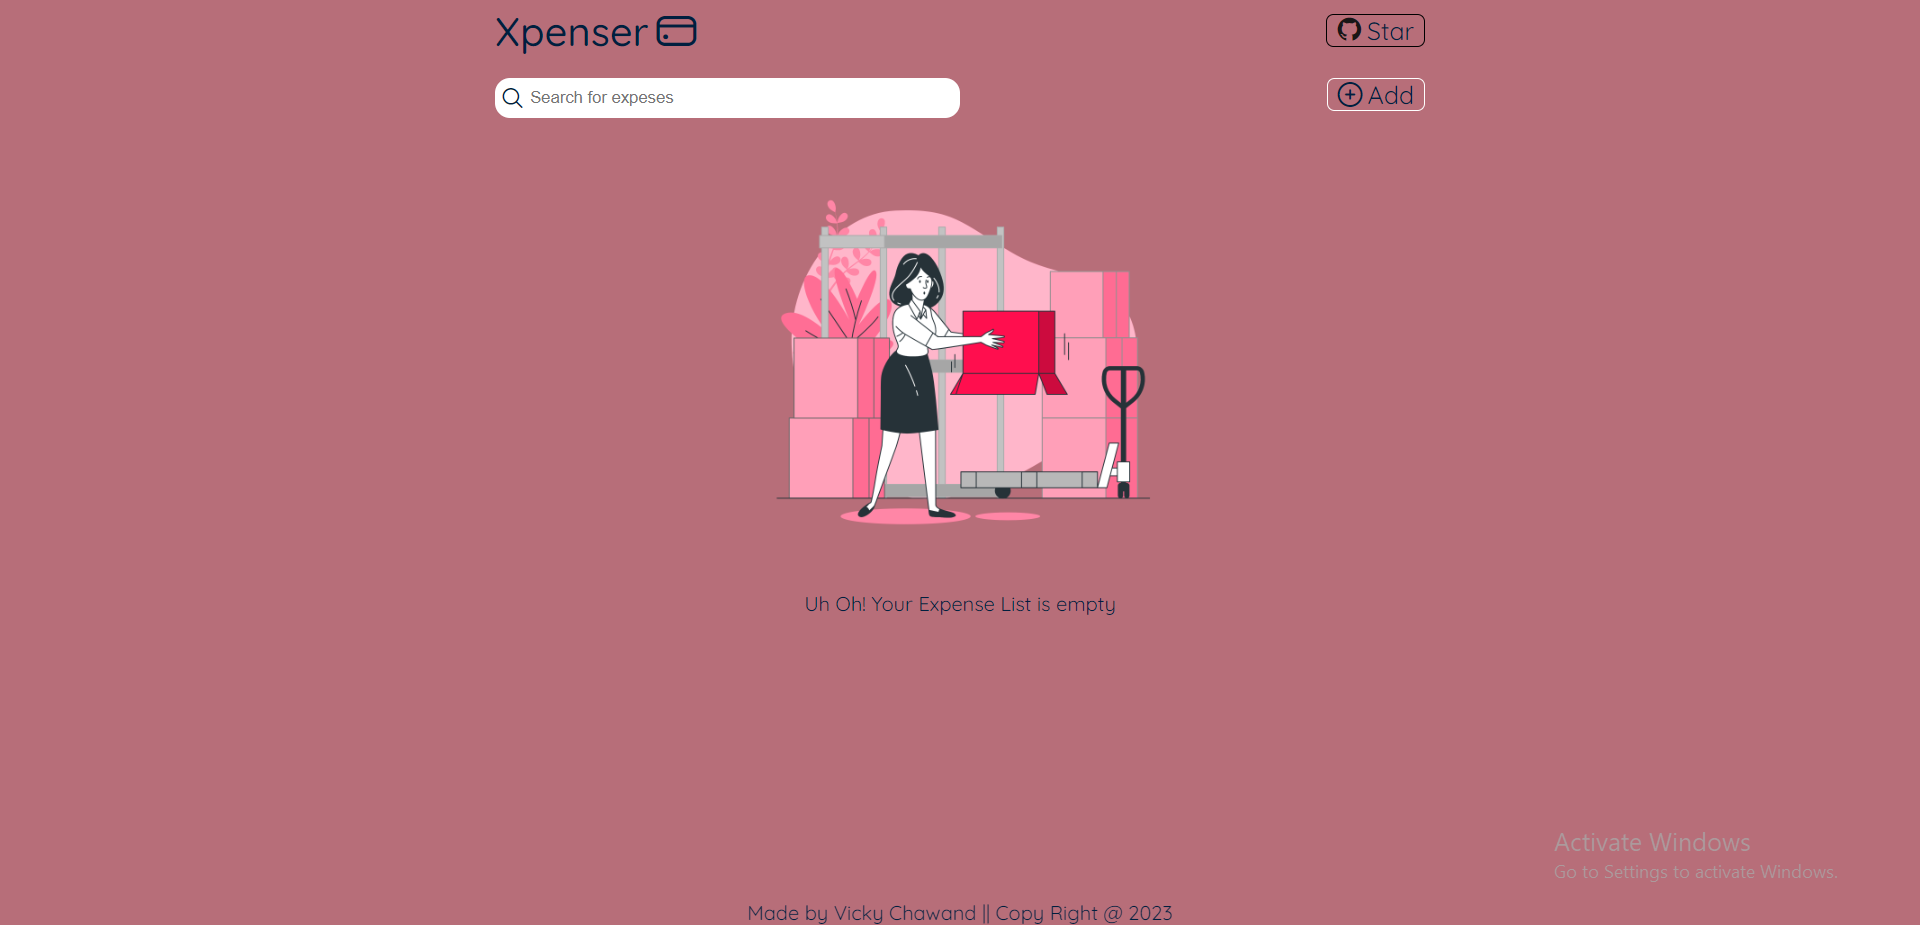 Xpenser
Star
Search for expeses
Add
Uh Oh! Your Expense List is empty
Activate Windows
Go to Settings to activate Windows.
Made by Vicky Chawand || Copy Right @ 2023